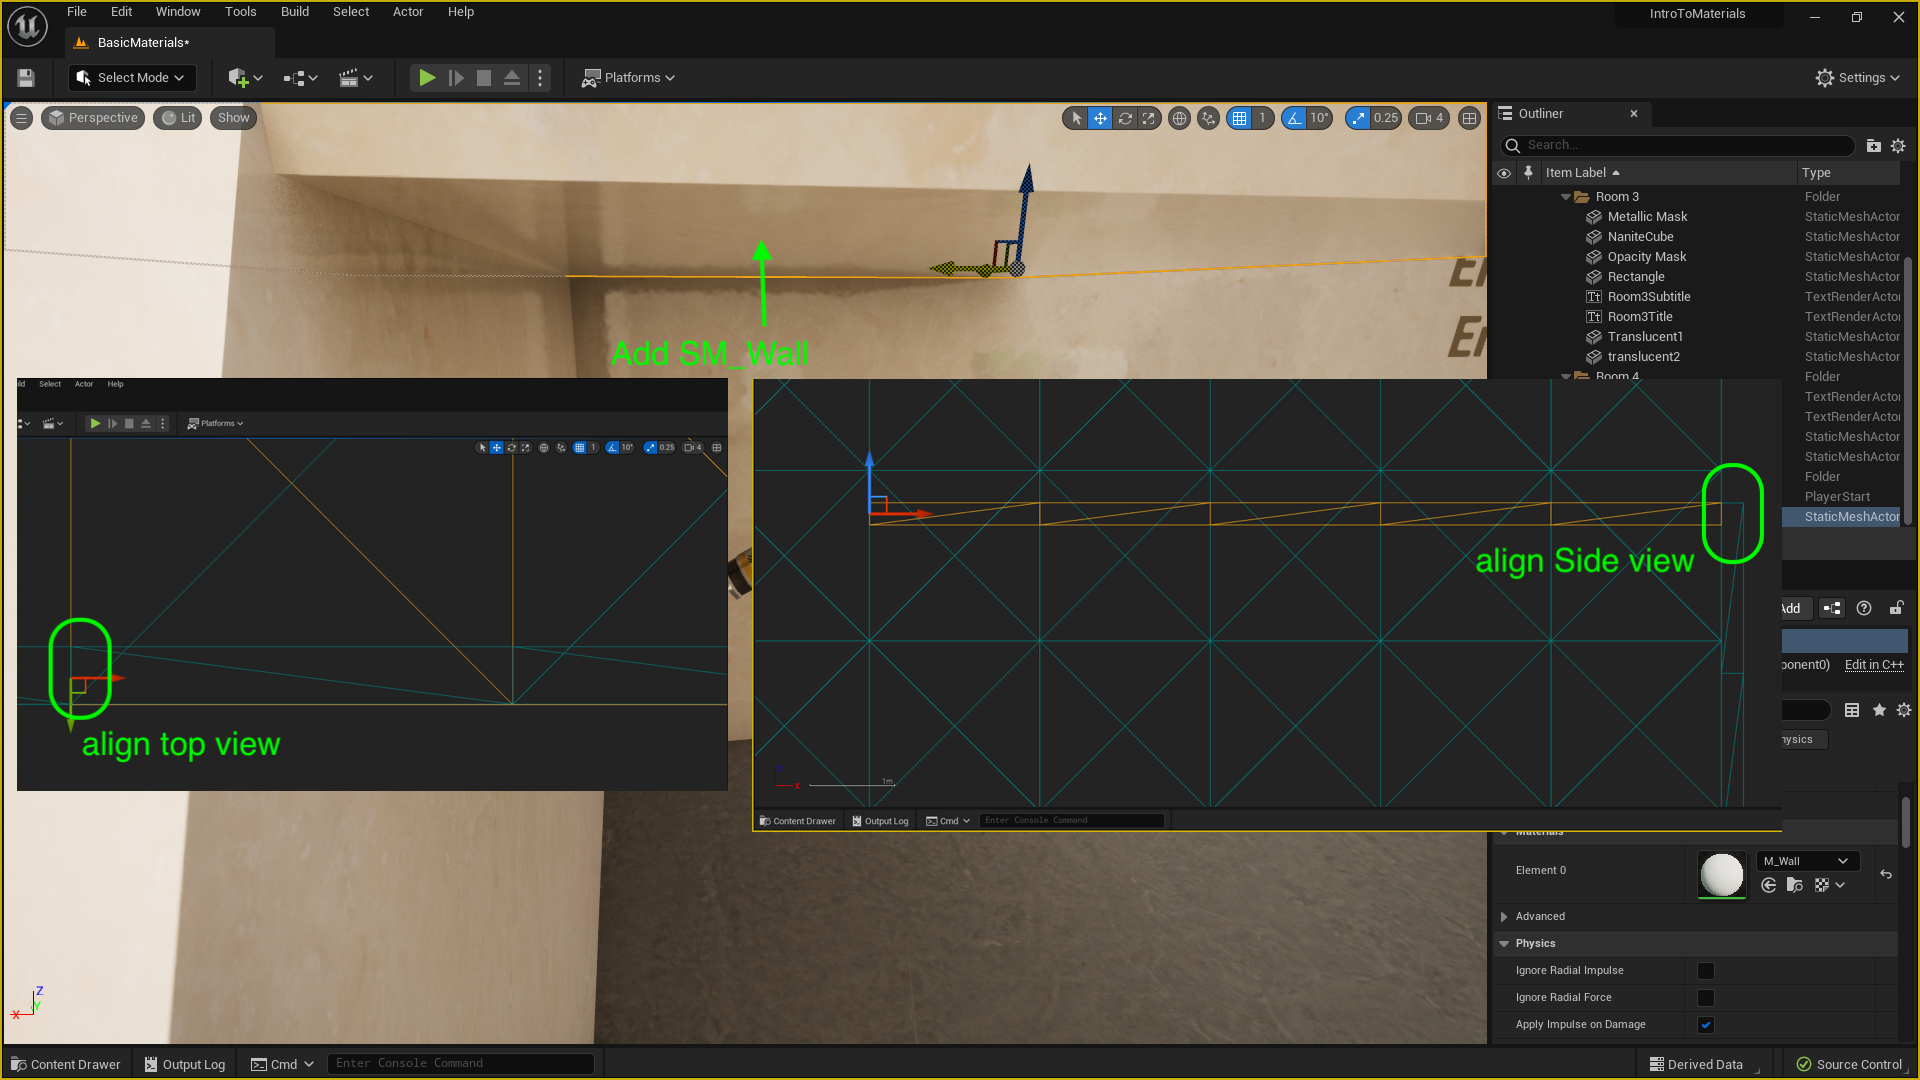 File Edit Window Tools Build Select Actor Help
IntroToMaterials
BasicMaterials*
Select Mode
Platforms
Settings
Perspective
Lit
Show
1
10°
0.25
4
Outliner
Search...
Item Label
Type
Room 3 Folder
Metallic Mask StaticMeshActor
NaniteCube StaticMeshActor
Opacity Mask StaticMeshActor
Rectangle StaticMeshActor
Room3Subtitle TextRenderActor
Room3Title TextRenderActor
Translucent1 StaticMeshActor
translucent2 StaticMeshActor
Room 4 Folder
TextRenderActor
TextRenderActor
StaticMeshActor
StaticMeshActor
Folder
PlayerStart
StaticMeshActor
En
En
Add SM_Wall
ld Select Actor Help
Platforms
1
10°
0.25
4
align top view
align Side view
1m
Z
X
Content Drawer Output Log Cmd Enter Console Command
Add
ponent0) Edit in C++
hysics
Materials
Element 0
M_Wall
Advanced
Physics
Ignore Radial Impulse
Ignore Radial Force
Apply Impulse on Damage
Z
Y
X
Content Drawer Output Log Cmd Enter Console Command
Derived Data Source Control